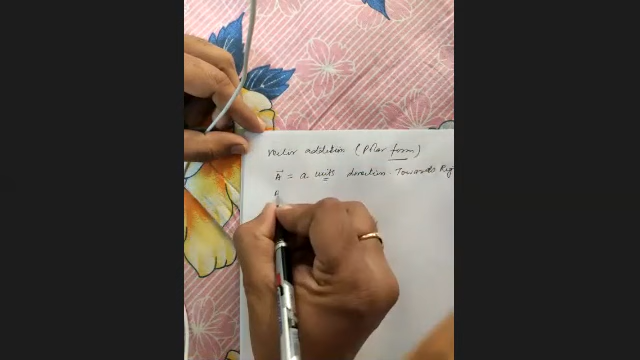 vector addition (Polar form)
A⃗ = a units direction. Towards Rig